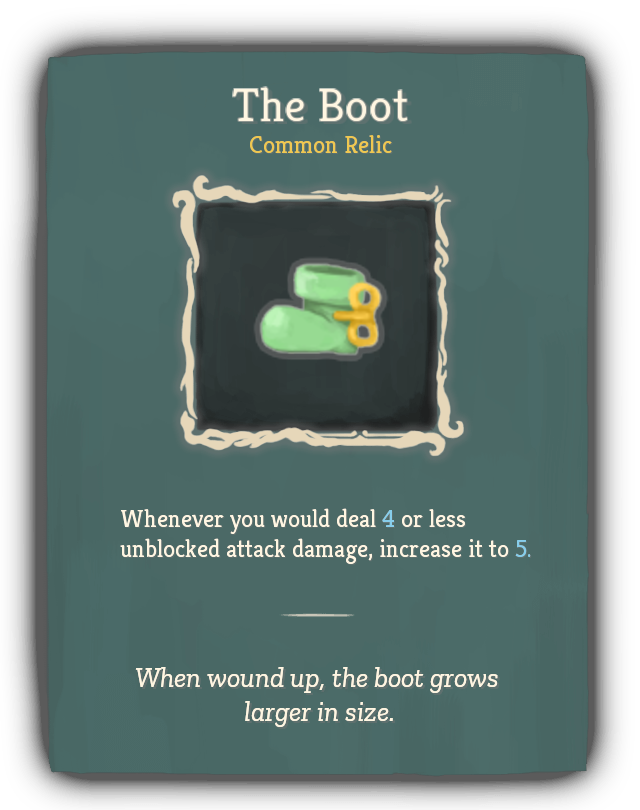 The Boot
Common Relic
Whenever you would deal 4 or less
unblocked attack damage, increase it to 5.
When wound up, the boot grows
larger in size.